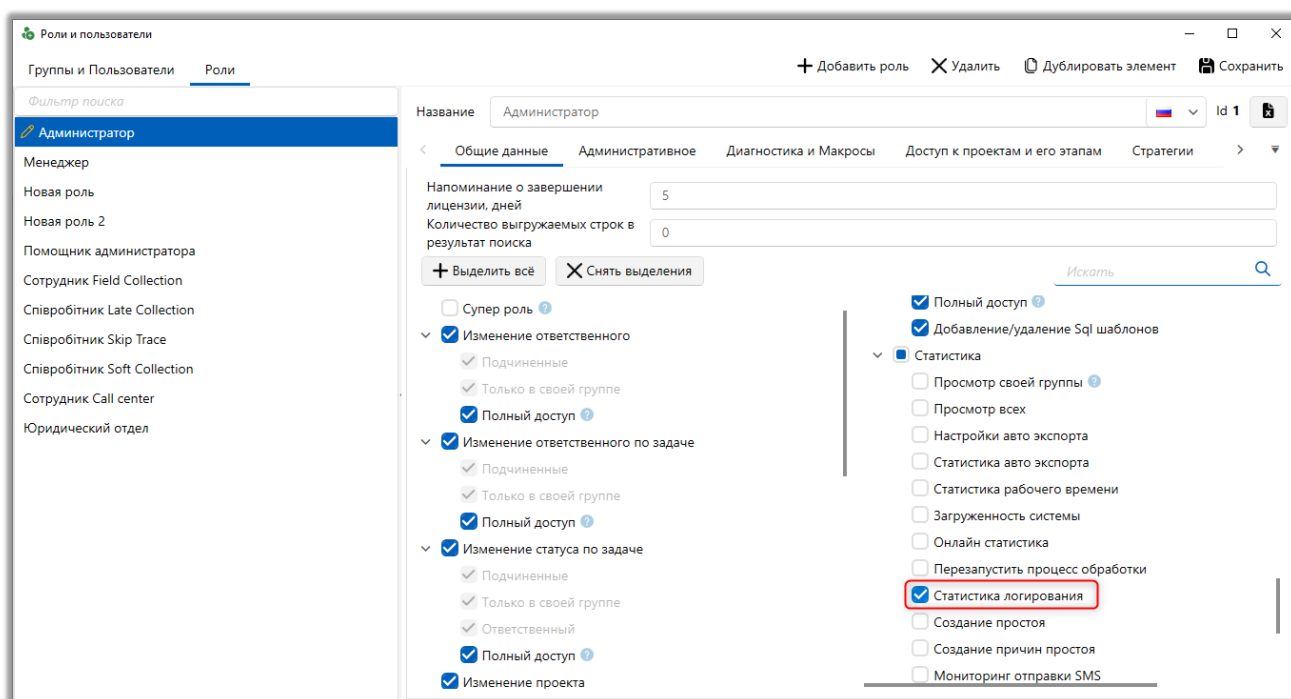 Роли и пользователи
Группы и Пользователи Роли
Добавить роль Удалить Дублировать элемент Сохранить
Фильтр поиска
Администратор
Менеджер
Новая роль
Новая роль 2
Помощник администратора
Сотрудник Field Collection
Співробітник Late Collection
Співробітник Skip Trace
Співробітник Soft Collection
Сотрудник Call center
Юридический отдел
Название Администратор Id 1
Общие данные Административное Диагностика и Макросы Доступ к проектам и его этапам Стратегии
Напоминание о завершении
лицензии, дней
5
Количество выгружаемых строк в
результат поиска
0
Выделить всё Снять выделения
Искать
Супер роль ?
Изменение ответственного
Подчиненные
Только в своей группе
Полный доступ ?
Изменение ответственного по задаче
Подчиненные
Только в своей группе
Полный доступ ?
Изменение статуса по задаче
Подчиненные
Только в своей группе
Ответственный
Полный доступ ?
Изменение проекта
Полный доступ ?
Добавление/удаление Sql шаблонов
Статистика
Просмотр своей группы ?
Просмотр всех
Настройки авто экспорта
Статистика авто экспорта
Статистика рабочего времени
Загруженность системы
Онлайн статистика
Перезапустить процесс обработки
Статистика логирования
Создание простоя
Создание причин простоя
Мониторинг отправки SMS